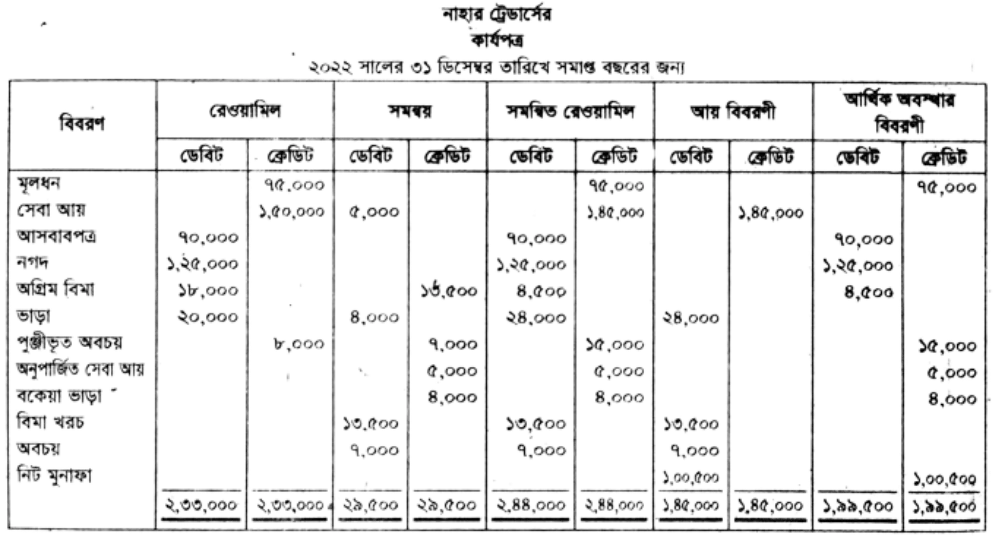 নাহার ট্রেডার্সের
কার্যপত্র
২০২২ সালের ৩১ ডিসেম্বর তারিখে সমাপ্ত বছরের জন্য
বিবরণ রেওয়ামিল সমন্বয় সমন্বিত রেওয়ামিল আয় বিবরণী আর্থিক অবস্থার বিবরণী
ডেবিট ক্রেডিট ডেবিট ক্রেডিট ডেবিট ক্রেডিট ডেবিট ক্রেডিট ডেবিট ক্রেডিট
মূলধন ৭৫,০০০ ৭৫,০০০ ৭৫,০০০
সেবা আয় ১,৫০,০০০ ৫,০০০ ১,৪৫,০০০ ১,৪৫,০০০
আসবাবপত্র ৭০,০০০ ৭০,০০০ ৭০,০০০
নগদ ১,২৫,০০০ ১,২৫,০০০ ১,২৫,০০০
অগ্রিম বিমা ১৮,০০০ ১৩,৫০০ ৪,৫০০ ৪,৫০০
ভাড়া ২০,০০০ ৪,০০০ ২৪,০০০ ২৪,০০০
পুঞ্জীভূত অবচয় ৮,০০০ ৭,০০০ ১৫,০০০ ১৫,০০০
অনুপার্জিত সেবা আয় ৫,০০০ ৫,০০০ ৫,০০০
বকেয়া ভাড়া ৪,০০০ ৪,০০০ ৪,০০০
বিমা খরচ ১৩,৫০০ ১৩,৫০০ ১৩,৫০০
অবচয় ৭,০০০ ৭,০০০ ৭,০০০
নিট মুনাফা ১,০০,৫০০ ১,০০,৫০০
২,৩৩,০০০ ২,৩৩,০০০ ২৯,৫০০ ২৯,৫০০ ২,৪৪,০০০ ২,৪৪,০০০ ১,৪৫,০০০ ১,৪৫,০০০ ১,৯৯,৫০০ ১,৯৯,৫০০